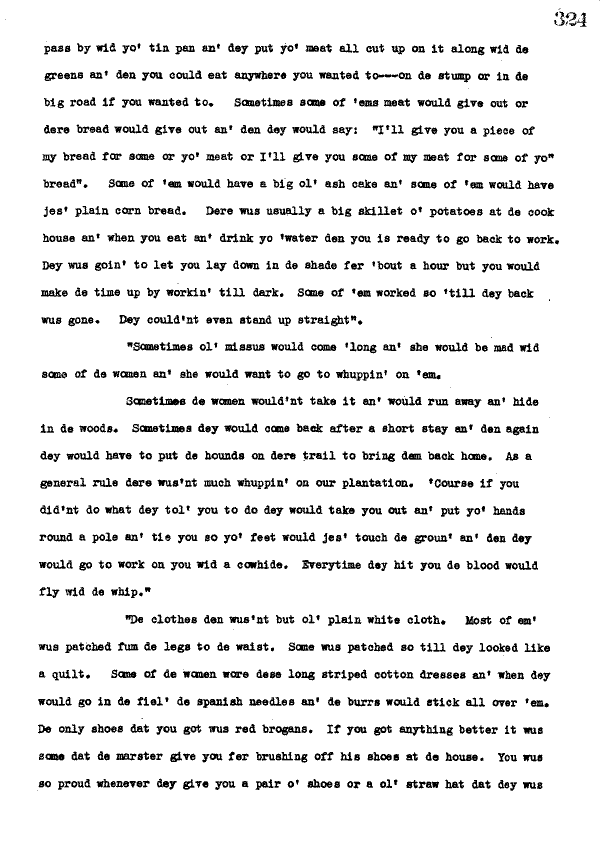 324
pass by wid yo' tin pan an' dey put yo' meat all cut up on it along wid de
greens an' den you could eat anywhere you wanted to---on de stump or in de
big road if you wanted to. Sometimes some of 'ems meat would give out or
dere bread would give out an' den dey would say: "I'll give you a piece of
my bread for some or yo' meat or I'll give you some of my meat for some of yo"
bread". Some of 'em would have a big ol' ash cake an' some of 'em would have
jes' plain corn bread. Dere wus usually a big skillet o' potatoes at de cook
house an' when you eat an' drink yo 'water den you is ready to go back to work.
Dey wus goin' to let you lay down in de shade fer 'bout a hour but you would
make de time up by workin' till dark. Some of 'em worked so 'till dey back
wus gone. Dey could'nt even stand up straight".
"Sometimes ol' missus would come 'long an' she would be mad wid
some of de women an' she would want to go to whuppin' on 'em.
Sometimes de women would'nt take it an' would run away an' hide
in de woods. Sometimes dey would come back after a short stay an' den again
dey would have to put de hounds on dere trail to bring dem back home. As a
general rule dere wus'nt much whuppin' on our plantation. 'Course if you
did'nt do what dey tol' you to do dey would take you out an' put yo' hands
round a pole an' tie you so yo' feet would jes' touch de groun' an' den dey
would go to work on you wid a cowhide. Everytime dey hit you de blood would
fly wid de whip."
"De clothes den wus'nt but ol' plain white cloth. Most of em'
wus patched fum de legs to de waist. Some wus patched so till dey looked like
a quilt. Some of de women wore dese long striped cotton dresses an' when dey
would go in de fiel' de spanish needles an' de burrs would stick all over 'em.
De only shoes dat you got wus red brogans. If you got anything better it wus
some dat de marster give you fer brushing off his shoes at de house. You wus
so proud whenever dey give you a pair o' shoes or a ol' straw hat dat dey wus